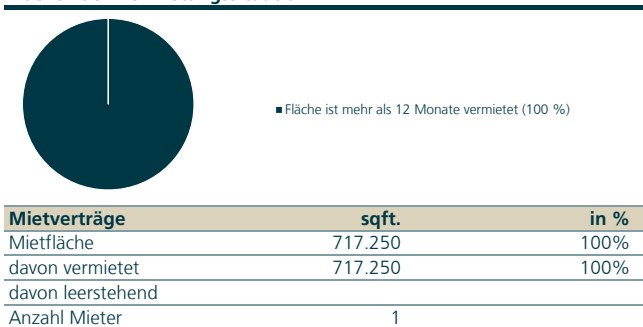 Fläche ist mehr als 12 Monate vermietet (100 %)
Mietverträge sqft. in %
Mietfläche 717.250 100%
davon vermietet 717.250 100%
davon leerstehend
Anzahl Mieter 1